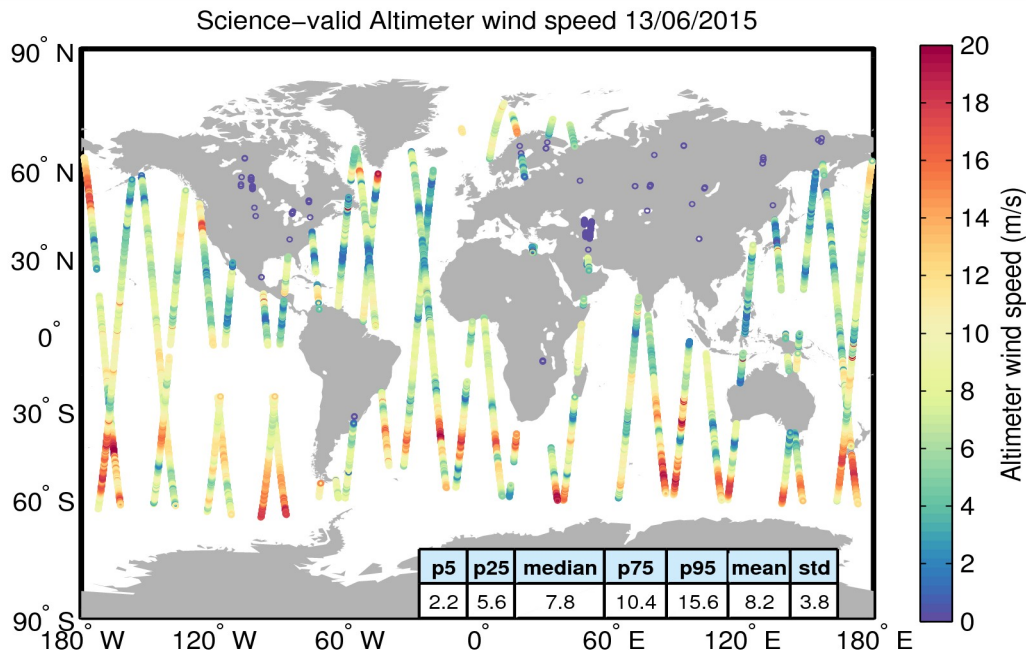 Science−valid Altimeter wind speed 13/06/2015
90° N
60° N
30° N
0°
30° S
60° S
90° S
180° W
120° W
60° W
0°
60° E
120° E
180° E
p5 p25 median p75 p95 mean std
2.2 5.6 7.8 10.4 15.6 8.2 3.8
20
18
16
14
12
10
8
6
4
2
0
Altimeter wind speed (m/s)